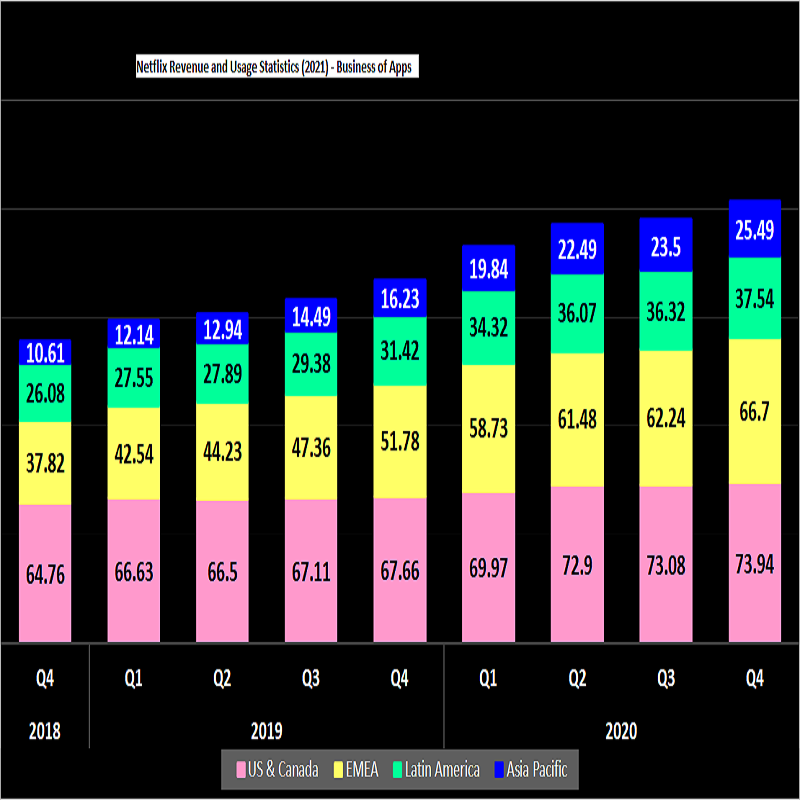 Netflix Revenue and Usage Statistics (2021) - Business of Apps
25.49
22.49 23.5
19.84
16.23 37.54
14.49 36.07 36.32
12.14 12.94 34.32
10.61 31.42
27.55 27.89 29.38
26.08 66.7
58.73 61.48 62.24
37.82 42.54 44.23 47.36 51.78
64.76 66.63 66.5 67.11 67.66 69.97 72.9 73.08 73.94
Q4 Q1 Q2 Q3 Q4 Q1 Q2 Q3 Q4
2018 2019 2020
US & Canada EMEA Latin America Asia Pacific